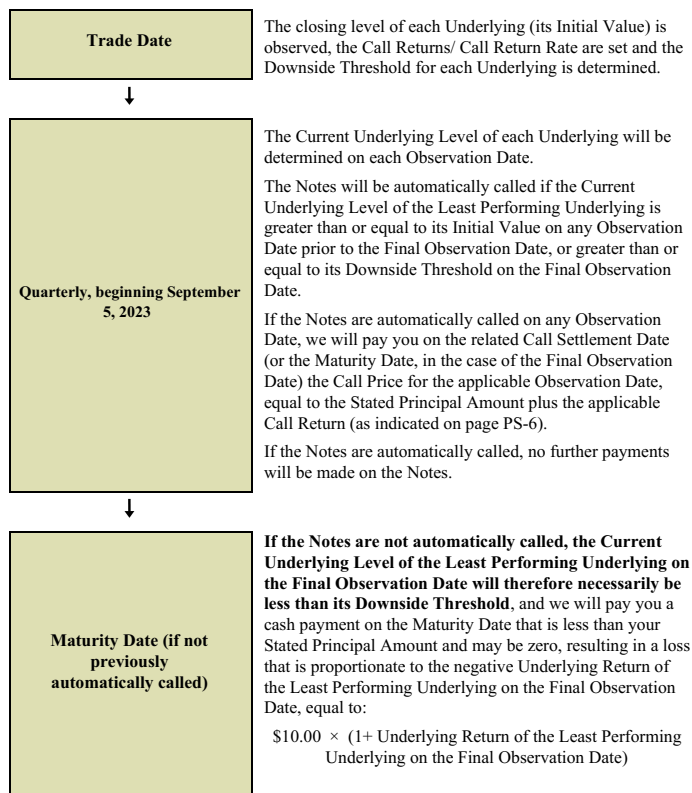 Trade Date
The closing level of each Underlying (its Initial Value) is
observed, the Call Returns/ Call Return Rate are set and the
Downside Threshold for each Underlying is determined.
Quarterly, beginning September
5, 2023
The Current Underlying Level of each Underlying will be
determined on each Observation Date.
The Notes will be automatically called if the Current
Underlying Level of the Least Performing Underlying is
greater than or equal to its Initial Value on any Observation
Date prior to the Final Observation Date, or greater than or
equal to its Downside Threshold on the Final Observation
Date.
If the Notes are automatically called on any Observation
Date, we will pay you on the related Call Settlement Date
(or the Maturity Date, in the case of the Final Observation
Date) the Call Price for the applicable Observation Date,
equal to the Stated Principal Amount plus the applicable
Call Return (as indicated on page PS-6).
If the Notes are automatically called, no further payments
will be made on the Notes.
Maturity Date (if not
previously
automatically called)
If the Notes are not automatically called, the Current
Underlying Level of the Least Performing Underlying on
the Final Observation Date will therefore necessarily be
less than its Downside Threshold, and we will pay you a
cash payment on the Maturity Date that is less than your
Stated Principal Amount and may be zero, resulting in a loss
that is proportionate to the negative Underlying Return of
the Least Performing Underlying on the Final Observation
Date, equal to:
$10.00 × (1+ Underlying Return of the Least Performing
Underlying on the Final Observation Date)